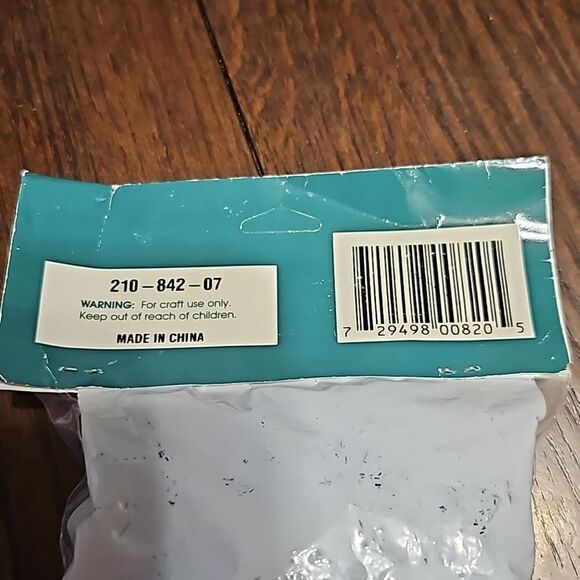 210-842-07
WARNING: For craft use only.
Keep out of reach of children.
MADE IN CHINA
7 29498 00820 5